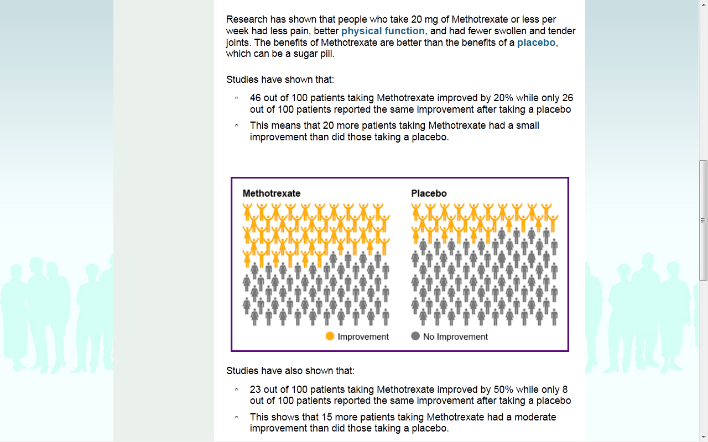 Research has shown that people who take 20 mg of Methotrexate or less per
week had less pain, better physical function, and had fewer swollen and tender
joints. The benefits of Methotrexate are better than the benefits of a placebo,
which can be a sugar pill.
Studies have shown that:
46 out of 100 patients taking Methotrexate improved by 20% while only 26
out of 100 patients reported the same improvement after taking a placebo
This means that 20 more patients taking Methotrexate had a small
improvement than did those taking a placebo.
Methotrexate
Placebo
Improvement
No Improvement
Studies have also shown that:
23 out of 100 patients taking Methotrexate improved by 50% while only 8
out of 100 patients reported the same improvement after taking a placebo
This shows that 15 more patients taking Methotrexate had a moderate
improvement than did those taking a placebo.